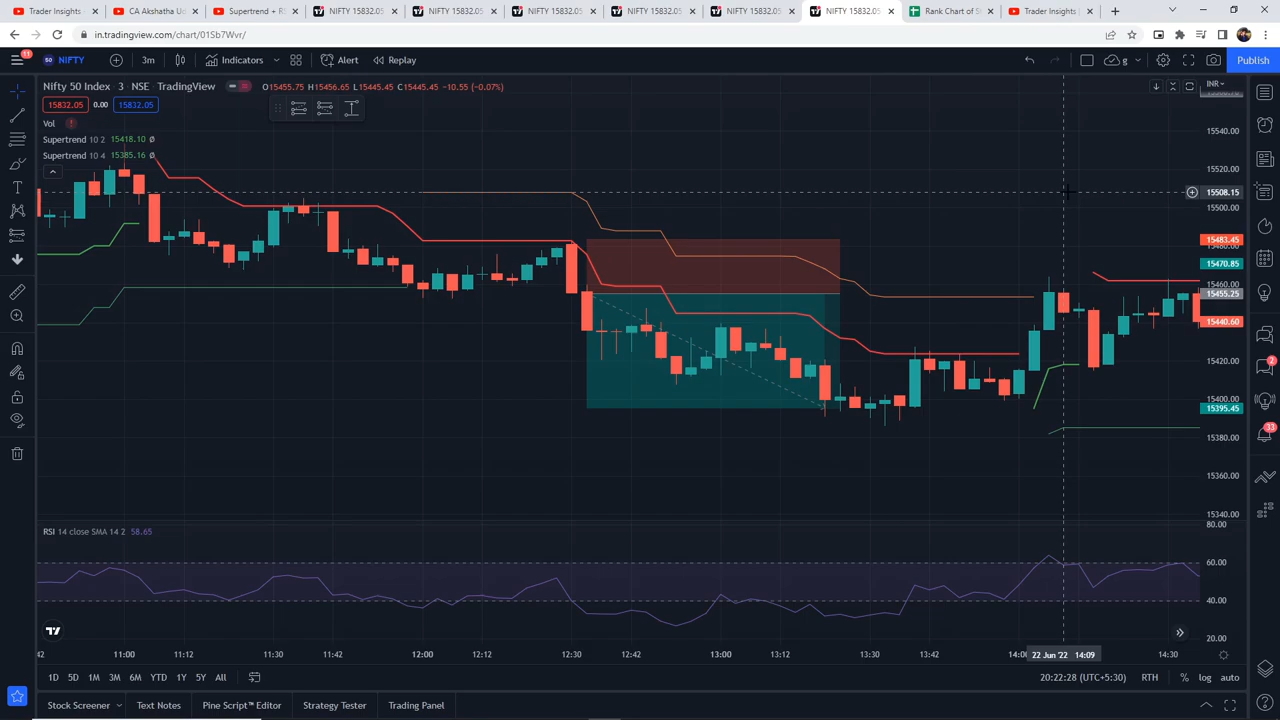 Trader Insights
CA Akshatha Ud
Supertrend + RS
NIFTY 15832.05
NIFTY 15832.05
NIFTY 15832.05
NIFTY 15832.05
NIFTY 15832.05
NIFTY 15832.05
Rank Chart of St
Trader Insights
in.tradingview.com/chart/01Sb7Wvr/
11
50 NIFTY
3m
Indicators
Alert
Replay
g
Publish
Nifty 50 Index · 3 · NSE TradingView
O15455.75 H15456.65 L15445.45 C15445.45 -10.55 (-0.07%)
INR
15832.05
0.00
15832.05
Vol
Supertrend 10 2 15418.10 Ø
Supertrend 10 4 15385.16 Ø
15540.00
15520.00
15508.15
15500.00
15483.45
15470.85
15460.00
15455.25
15440.60
15420.00
15400.00
15395.45
15380.00
15360.00
15340.00
2
33
RSI 14 close SMA 14 2 58.65
80.00
60.00
40.00
20.00
:42
11:00
11:12
11:30
11:42
12:00
12:12
12:30
12:42
13:00
13:12
13:30
13:42
14:00
22 Jun '22 14:09
14:30
1D 5D 1M 3M 6M YTD 1Y 5Y All
20:22:28 (UTC+5:30)
RTH
%
log
auto
Stock Screener
Text Notes
Pine Script™ Editor
Strategy Tester
Trading Panel